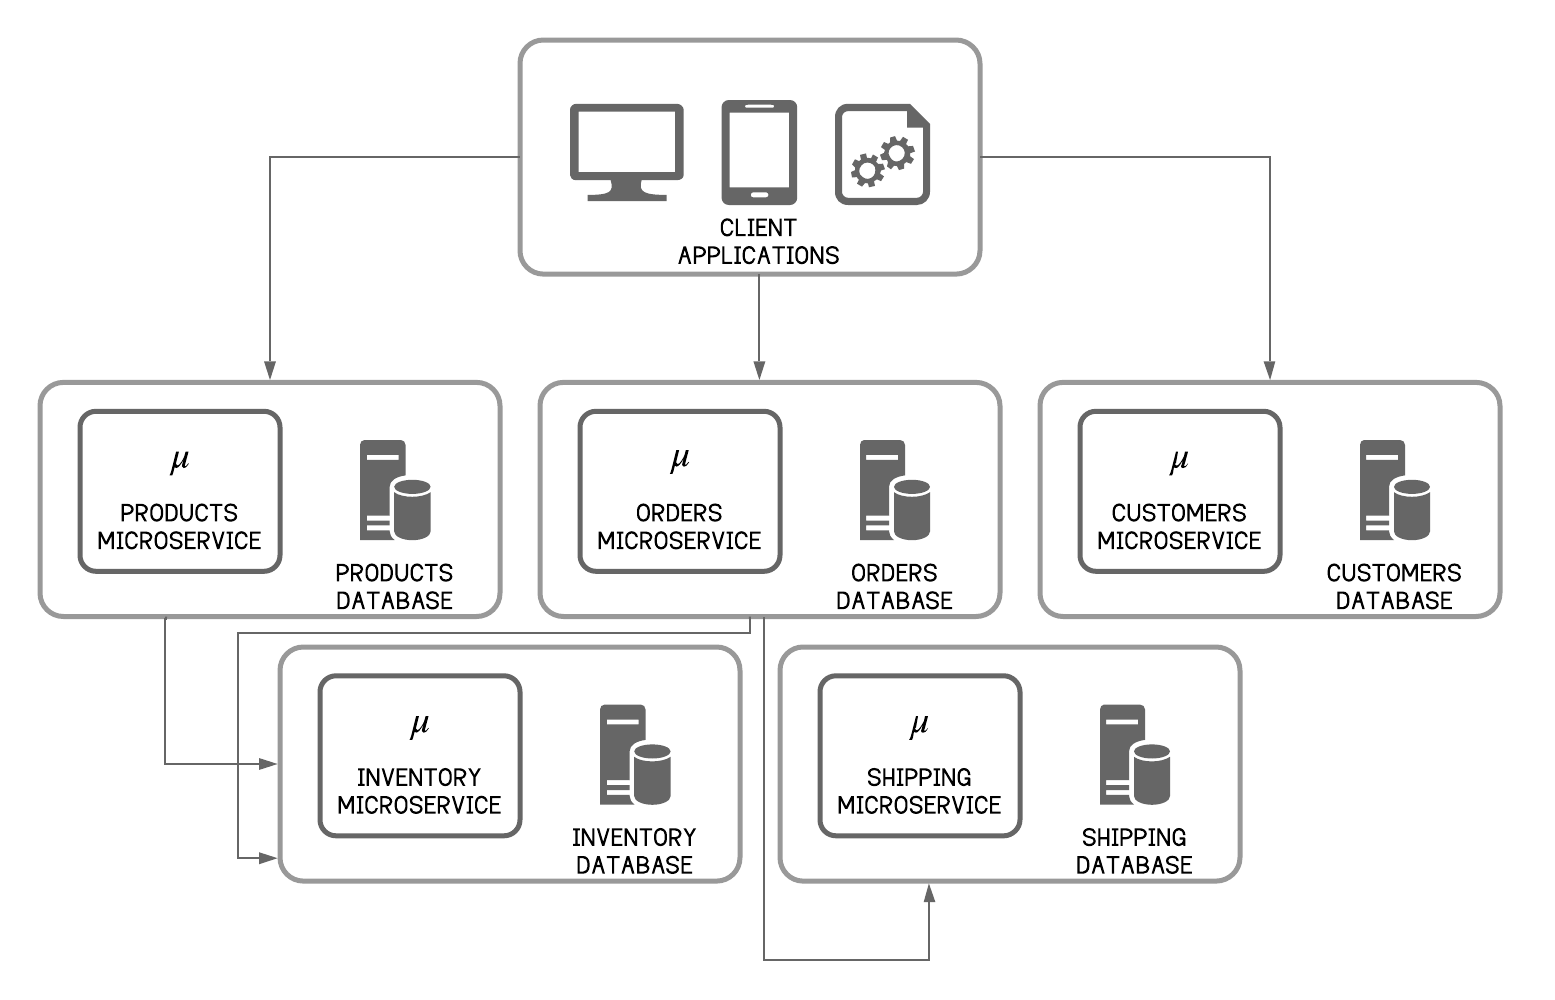 CLIENT
APPLICATIONS
μ
PRODUCTS
MICROSERVICE
PRODUCTS
DATABASE
μ
ORDERS
MICROSERVICE
ORDERS
DATABASE
μ
CUSTOMERS
MICROSERVICE
CUSTOMERS
DATABASE
μ
INVENTORY
MICROSERVICE
INVENTORY
DATABASE
μ
SHIPPING
MICROSERVICE
SHIPPING
DATABASE